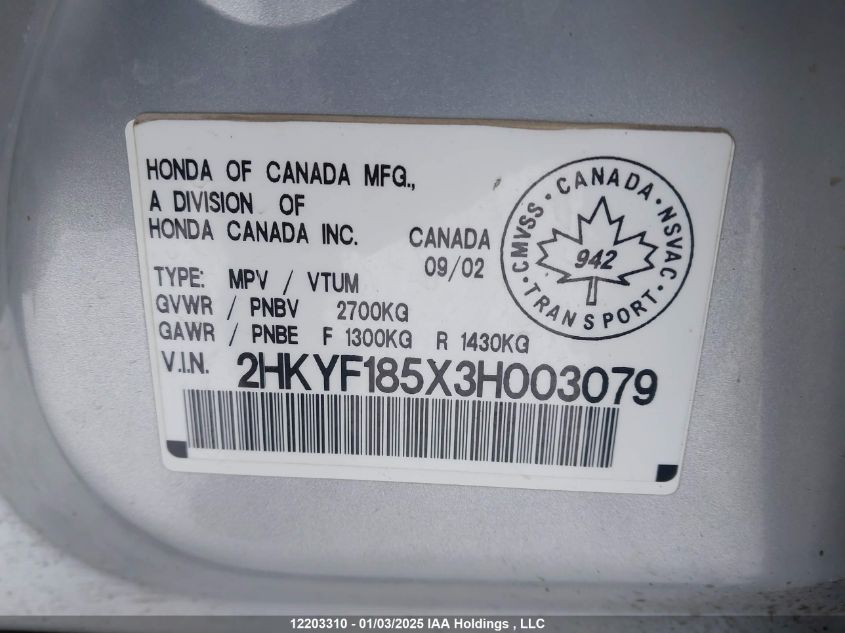 HONDA OF CANADA MFG.,
A DIVISION OF
HONDA CANADA INC.
CANADA
09/02
TYPE: MPV / VTUM
GVWR / PNBV 2700KG
GAWR / PNBE F 1300KG R 1430KG
V.I.N. 2HKYF185X3H003079
CMVSS · CANADA · NSVAC · TRANSPORT ·
942
12203310 - 01/03/2025 IAA Holdings , LLC